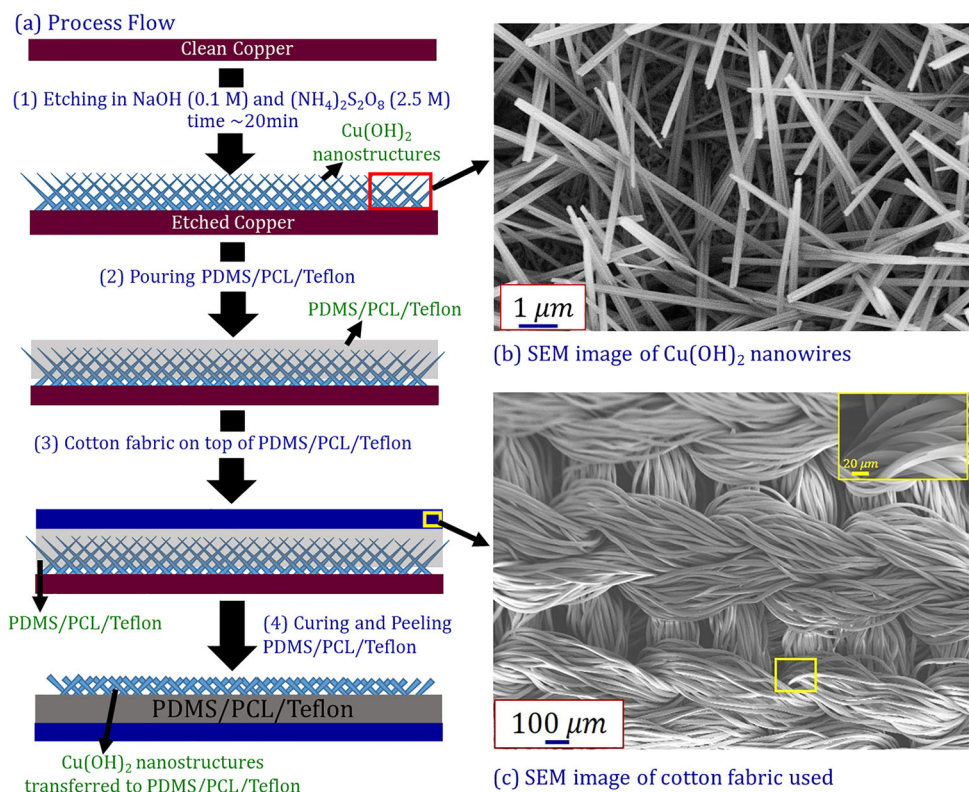 (a) Process Flow
Clean Copper
(1) Etching in NaOH (0.1 M) and (NH₄)₂S₂O₈ (2.5 M)
time ~20min
Cu(OH)₂
nanostructures
Etched Copper
(2) Pouring PDMS/PCL/Teflon
PDMS/PCL/Teflon
(3) Cotton fabric on top of PDMS/PCL/Teflon
PDMS/PCL/Teflon
(4) Curing and Peeling
PDMS/PCL/Teflon
PDMS/PCL/Teflon
Cu(OH)₂ nanostructures
transferred to PDMS/PCL/Teflon
1 μm
(b) SEM image of Cu(OH)₂ nanowires
20 μm
100 μm
(c) SEM image of cotton fabric used